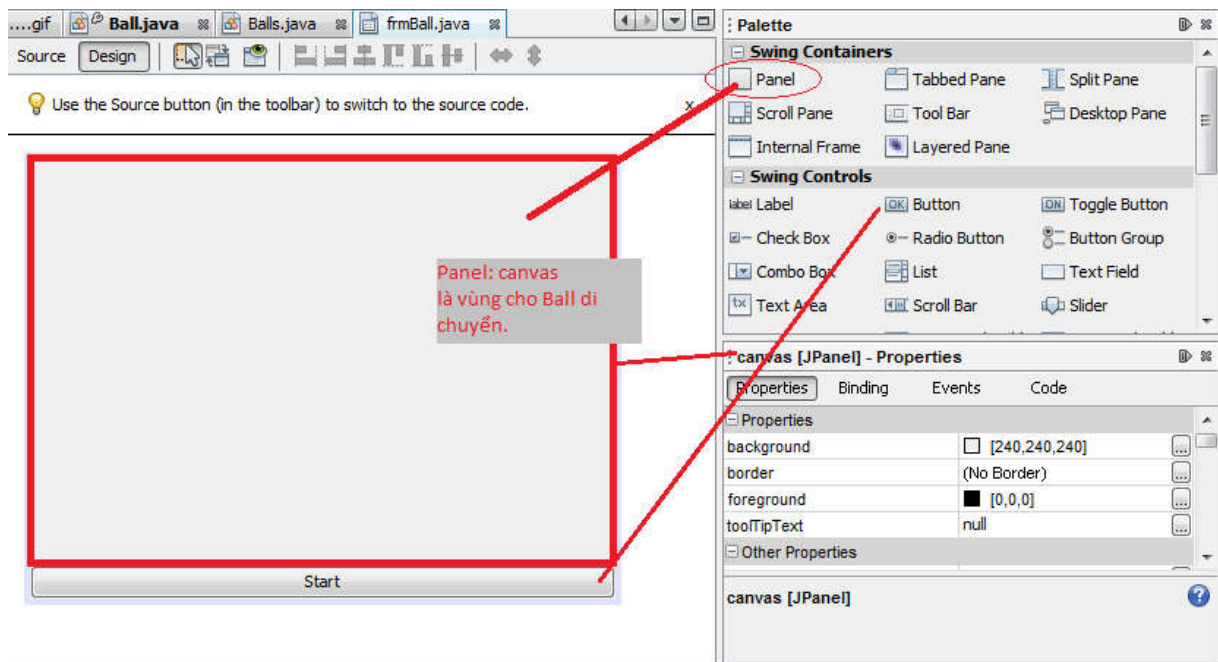 ....gif Ball.java Balls.java frmBall.java
Source Design
Use the Source button (in the toolbar) to switch to the source code. x
Panel: canvas
là vùng cho Ball di
chuyển.
Start
Palette
Swing Containers
Panel Tabbed Pane Split Pane
Scroll Pane Tool Bar Desktop Pane
Internal Frame Layered Pane
Swing Controls
label Label OK Button ON Toggle Button
Check Box Radio Button Button Group
Combo Box List Text Field
tx Text Area Scroll Bar Slider
canvas [JPanel] - Properties
Properties Binding Events Code
Properties
background [240,240,240] ...
border (No Border) ...
foreground [0,0,0] ...
toolTipText null ...
Other Properties
canvas [JPanel] ?